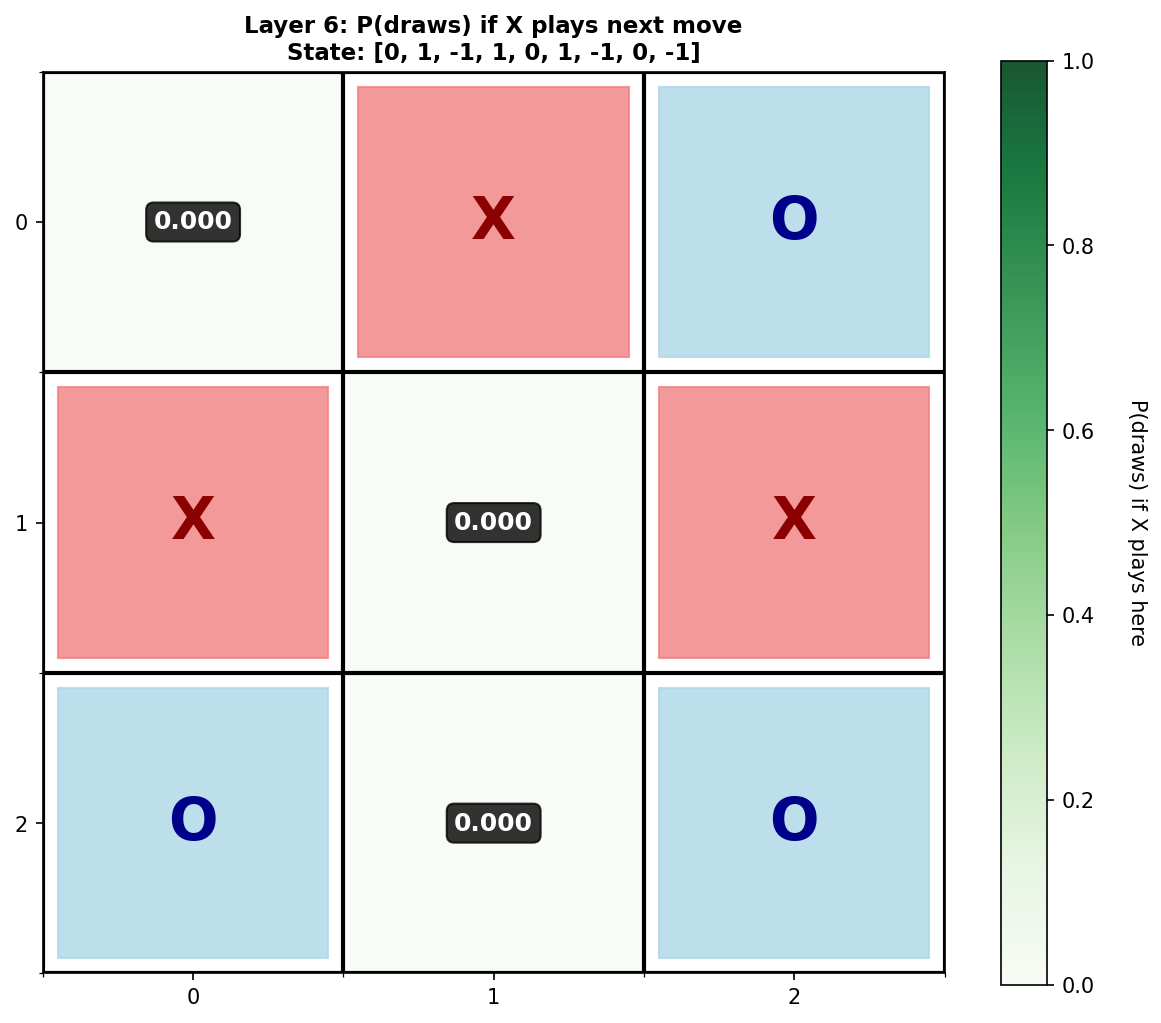 Layer 6: P(draws) if X plays next move
State: [0, 1, -1, 1, 0, 1, -1, 0, -1]
0.000
X
O
X
0.000
X
O
0.000
O
0
1
2
0
1
2
1.0
0.8
0.6
0.4
0.2
0.0
P(draws) if X plays here